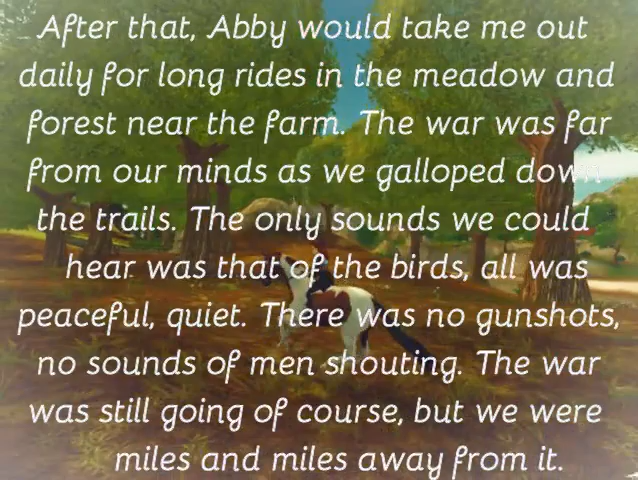 After that, Abby would take me out
daily for long rides in the meadow and
forest near the farm. The war was far
from our minds as we galloped down
the trails. The only sounds we could
hear was that of the birds, all was
peaceful, quiet. There was no gunshots,
no sounds of men shouting. The war
was still going of course, but we were
miles and miles away from it.